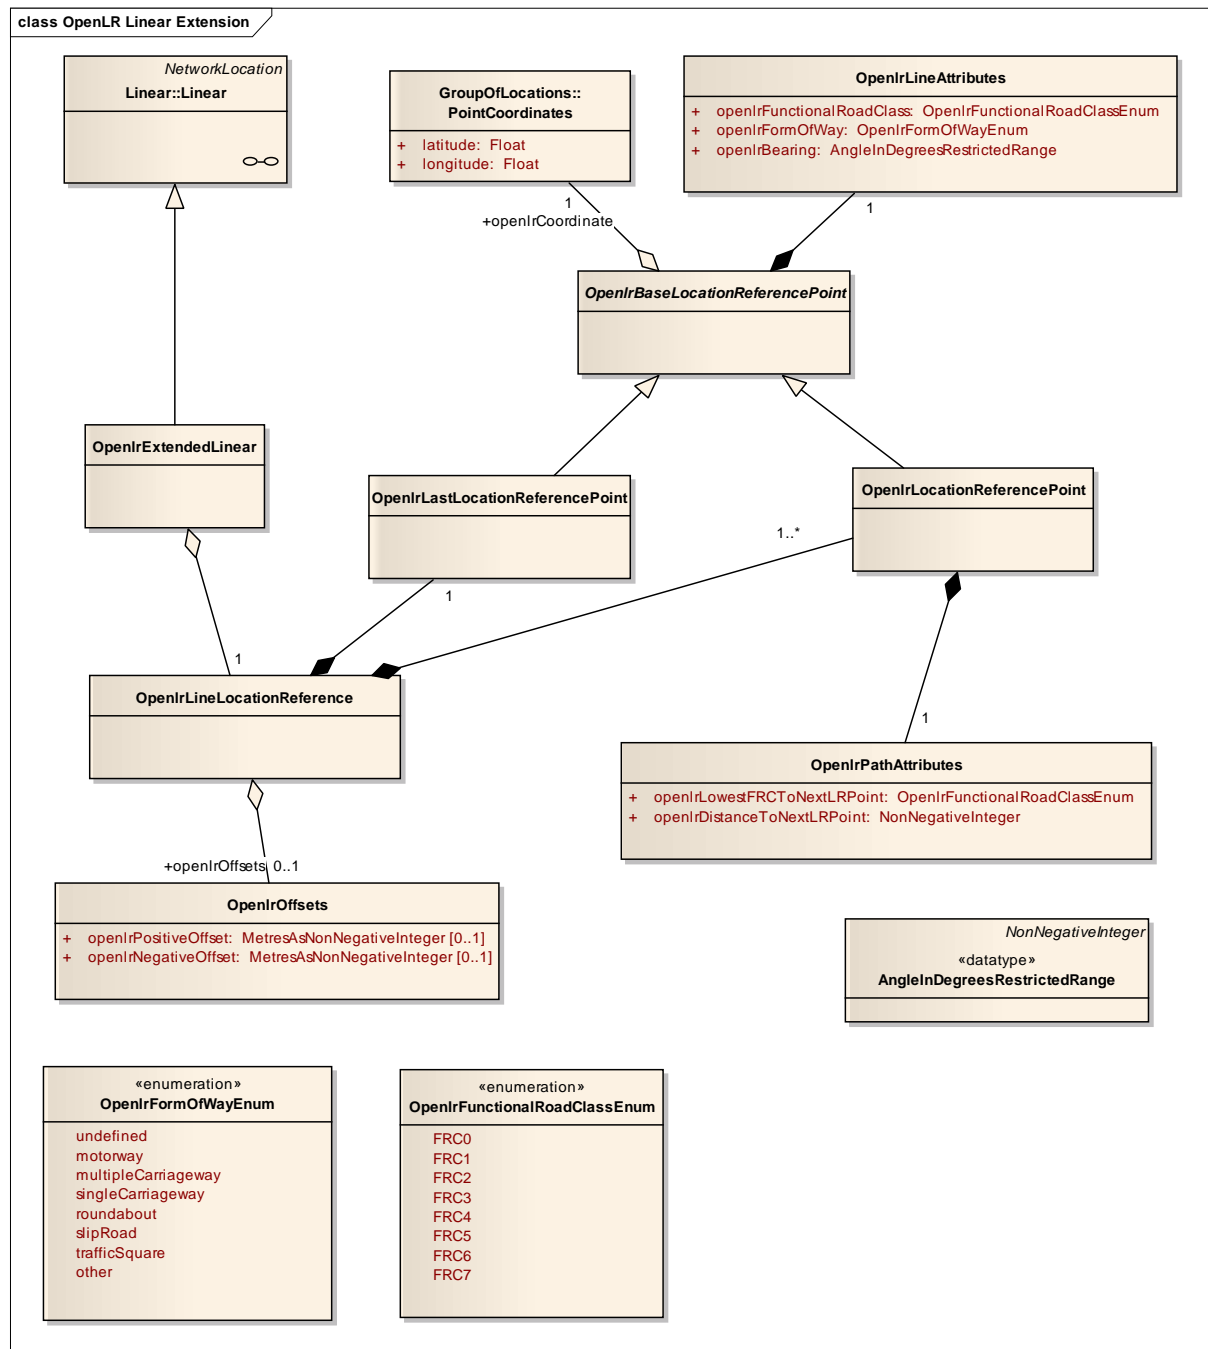 class OpenLR Linear Extension
NetworkLocation
Linear::Linear
GroupOfLocations::
PointCoordinates
+ latitude: Float
+ longitude: Float
OpenlrLineAttributes
+ openlrFunctionalRoadClass: OpenlrFunctionalRoadClassEnum
+ openlrFormOfWay: OpenlrFormOfWayEnum
+ openlrBearing: AngleInDegreesRestrictedRange
1
+openlrCoordinate
1
OpenlrBaseLocationReferencePoint
OpenlrExtendedLinear
OpenlrLastLocationReferencePoint
OpenlrLocationReferencePoint
1..*
1
1
OpenlrLineLocationReference
1
OpenlrPathAttributes
+ openlrLowestFRCToNextLRPoint: OpenlrFunctionalRoadClassEnum
+ openlrDistanceToNextLRPoint: NonNegativeInteger
+openlrOffsets 0..1
OpenlrOffsets
+ openlrPositiveOffset: MetresAsNonNegativeInteger [0..1]
+ openlrNegativeOffset: MetresAsNonNegativeInteger [0..1]
NonNegativeInteger
«datatype»
AngleInDegreesRestrictedRange
«enumeration»
OpenlrFormOfWayEnum
undefined
motorway
multipleCarriageway
singleCarriageway
roundabout
slipRoad
trafficSquare
other
«enumeration»
OpenlrFunctionalRoadClassEnum
FRC0
FRC1
FRC2
FRC3
FRC4
FRC5
FRC6
FRC7